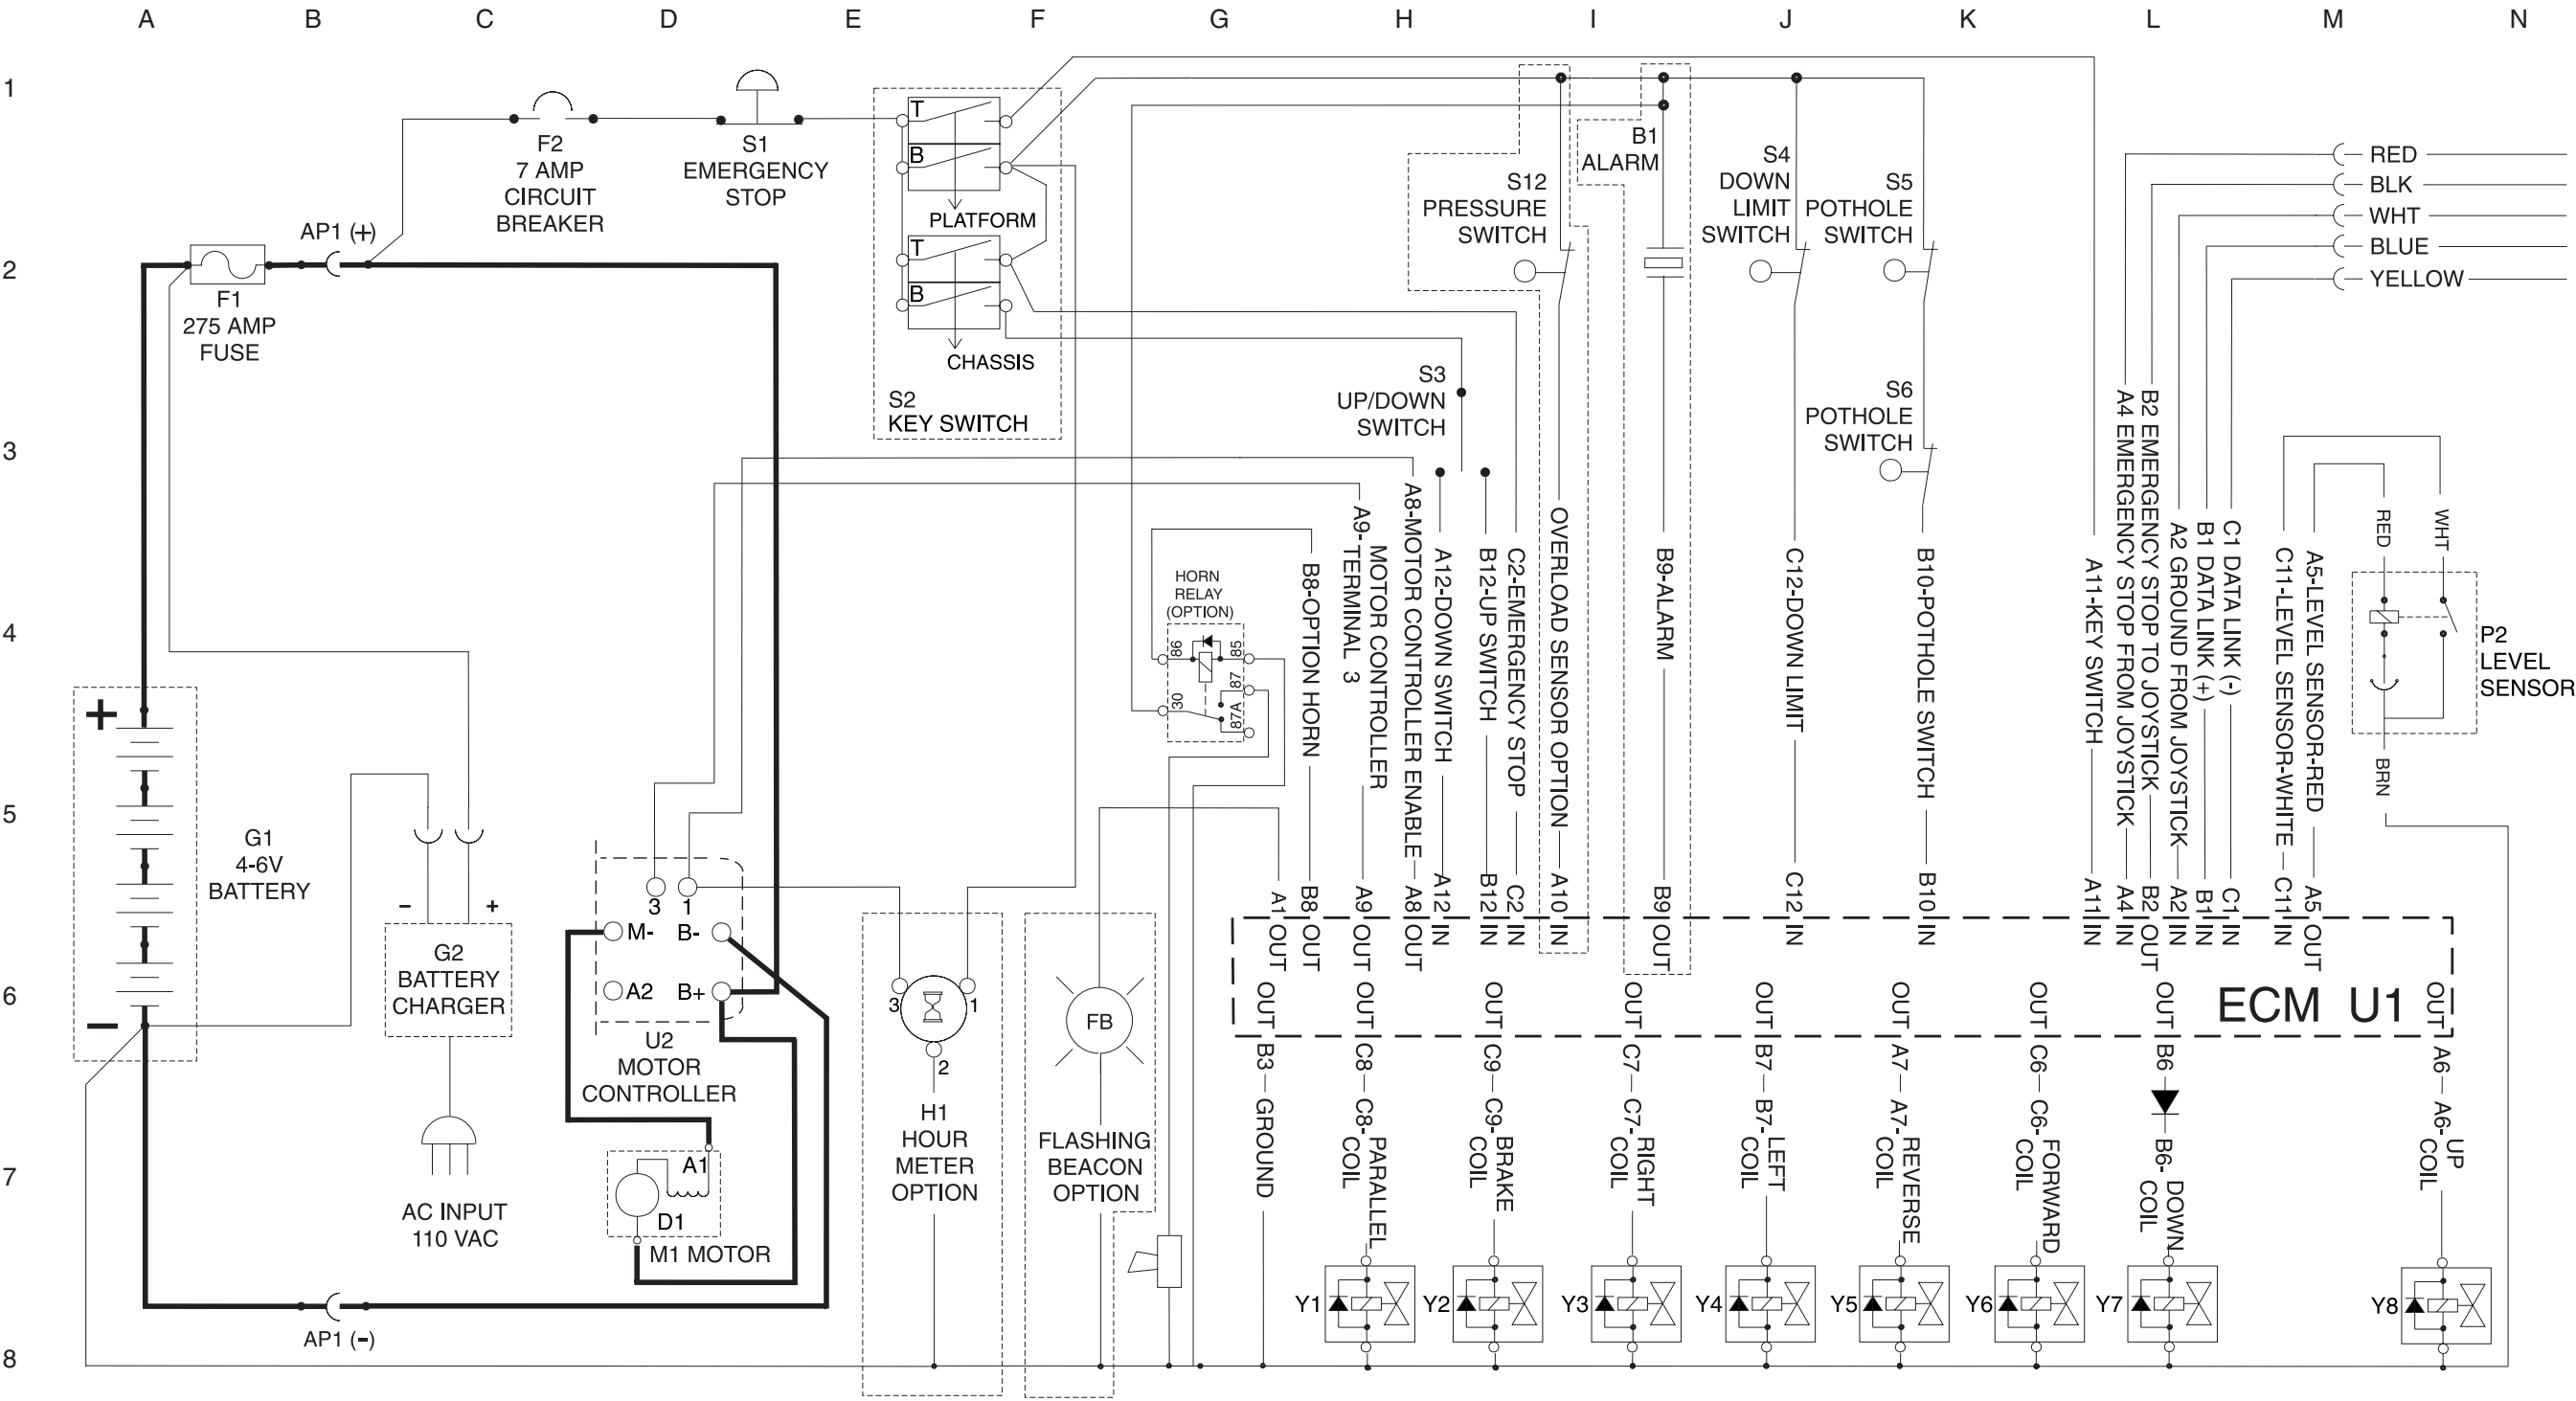 A B C D E F G H I J K L M N
1
2
3
4
5
6
7
8
F2
7 AMP
CIRCUIT
BREAKER
S1
EMERGENCY
STOP
T
B
PLATFORM
T
B
CHASSIS
S2
KEY SWITCH
AP1 (+)
F1
275 AMP
FUSE
B1
ALARM
S12
PRESSURE
SWITCH
S4
DOWN
LIMIT
SWITCH
S5
POTHOLE
SWITCH
S3
UP/DOWN
SWITCH
S6
POTHOLE
SWITCH
RED
BLK
WHT
BLUE
YELLOW
+
−
G1
4-6V
BATTERY
− +
G2
BATTERY
CHARGER
AC INPUT
110 VAC
AP1 (-)
3 1
M- B-
A2 B+
U2
MOTOR
CONTROLLER
A1
D1
M1 MOTOR
3 1
2
H1
HOUR
METER
OPTION
FB
FLASHING
BEACON
OPTION
HORN
RELAY
(OPTION)
86
85
30
87
87A
B8-OPTION HORN
A9-MOTOR CONTROLLER
TERMINAL 3
A8-MOTOR CONTROLLER ENABLE
A12-DOWN SWITCH
B12-UP SWITCH
C2-EMERGENCY STOP
OVERLOAD SENSOR OPTION
B9-ALARM
C12-DOWN LIMIT
B10-POTHOLE SWITCH
A11-KEY SWITCH
A4 EMERGENCY STOP FROM JOYSTICK
B2 EMERGENCY STOP TO JOYSTICK
A2 GROUND FROM JOYSTICK
B1 DATA LINK (+)
C1 DATA LINK (-)
C11-LEVEL SENSOR-WHITE
A5-LEVEL SENSOR-RED
RED
WHT
BRN
P2
LEVEL
SENSOR
A1 OUT
B8 OUT
A9 OUT
A8 OUT
A12 IN
B12 IN
C2 IN
A10 IN
B9 OUT
C12 IN
B10 IN
A11 IN
A4 IN
B2 OUT
A2 IN
B1 IN
C1 IN
C11 IN
A5 OUT
ECM U1
OUT B3 GROUND
OUT C8 C8-PARALLEL
COIL
OUT C9 C9-BRAKE
COIL
OUT C7 C7-RIGHT
COIL
OUT B7 B7-LEFT
COIL
OUT A7 A7-REVERSE
COIL
OUT C6 C6-FORWARD
COIL
OUT B6 B6-DOWN
COIL
OUT A6 A6-UP
COIL
Y1
Y2
Y3
Y4
Y5
Y6
Y7
Y8